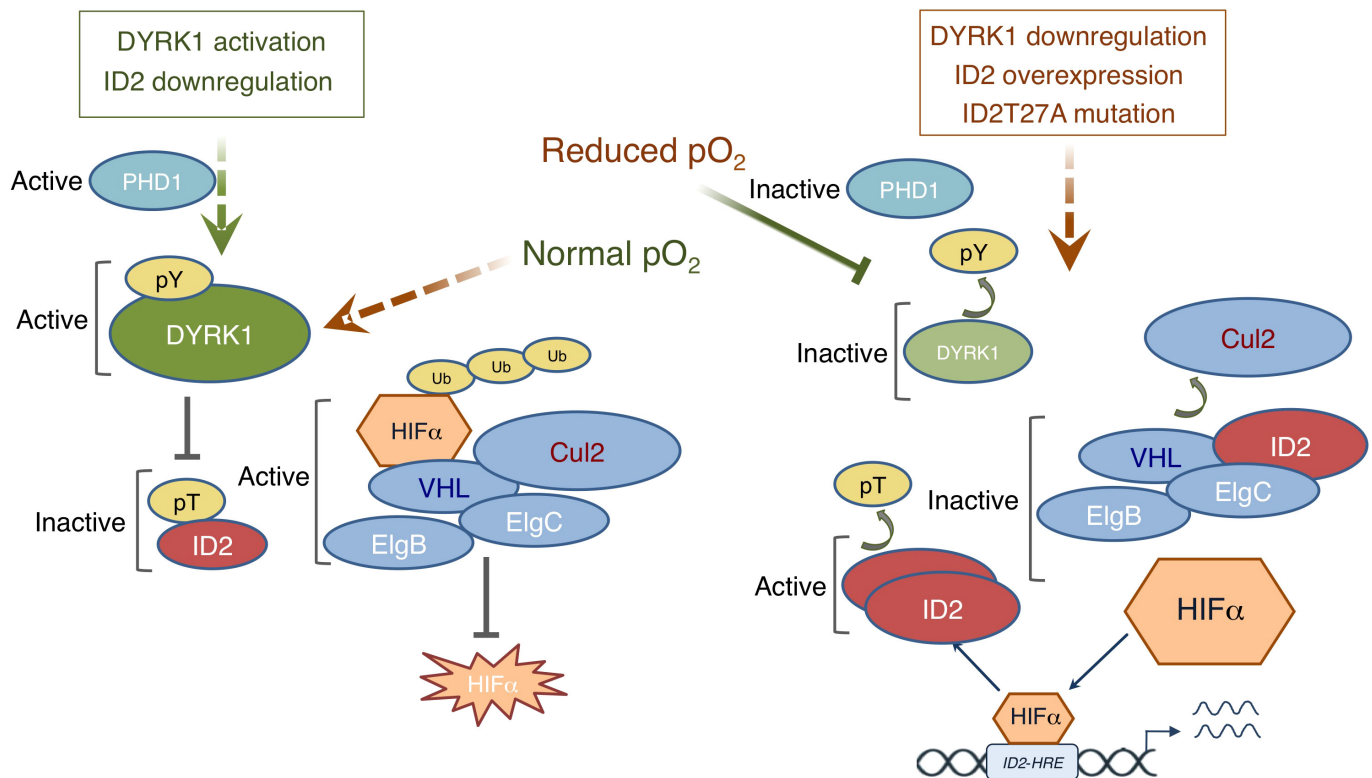 DYRK1 activation
ID2 downregulation
PHD1
Active
pY
DYRK1
Active
pT
ID2
Inactive
Normal pO₂
Ub
Ub
Ub
HIFα
Cul2
VHL
ElgC
ElgB
Active
HIFα
Reduced pO₂
DYRK1 downregulation
ID2 overexpression
ID2T27A mutation
Inactive
PHD1
pY
DYRK1
Inactive
Cul2
ID2
VHL
ElgC
ElgB
Inactive
pT
Active
ID2
HIFα
HIFα
ID2-HRE